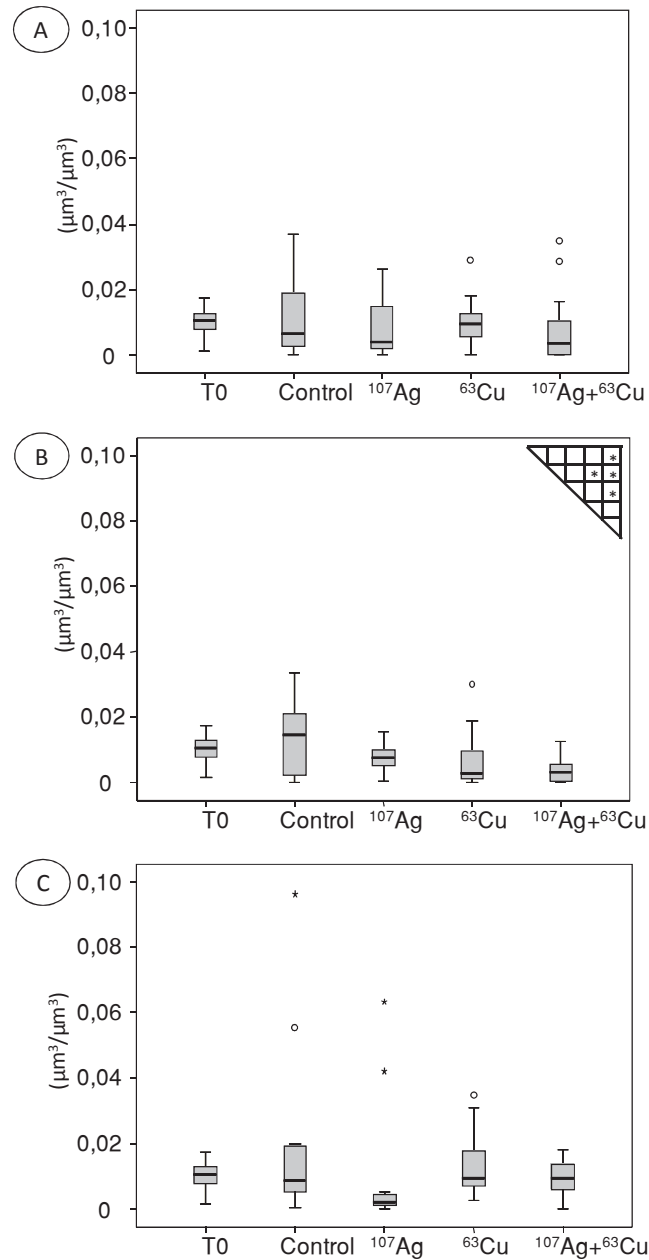 A
0,10
0,08
0,06
0,04
0,02
0
(µm³/µm³)
T0 Control ¹⁰⁷Ag ⁶³Cu ¹⁰⁷Ag+⁶³Cu
B
0,10
0,08
0,06
0,04
0,02
0
(µm³/µm³)
*
* *
*
T0 Control ¹⁰⁷Ag ⁶³Cu ¹⁰⁷Ag+⁶³Cu
C
0,10
0,08
0,06
0,04
0,02
0
(µm³/µm³)
T0 Control ¹⁰⁷Ag ⁶³Cu ¹⁰⁷Ag+⁶³Cu